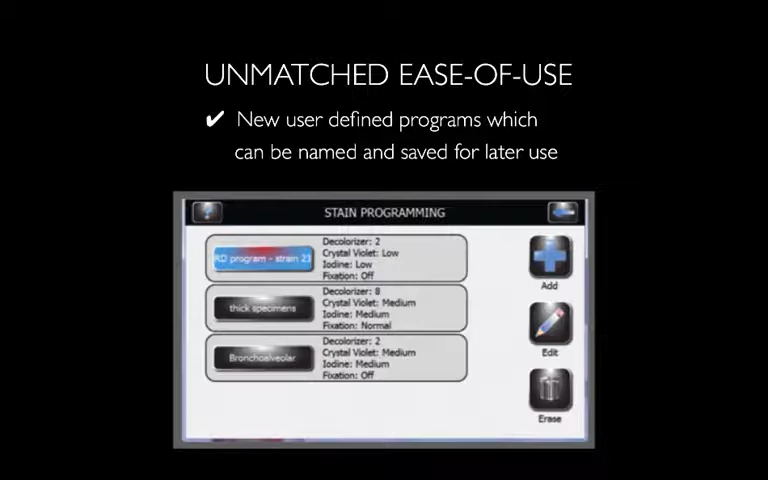 UNMATCHED EASE-OF-USE
✔ New user defined programs which
can be named and saved for later use
?
STAIN PROGRAMMING
RD program - strain 23
Decolorizer: 2
Crystal Violet: Low
Iodine: Low
Fixation: Off
thick specimens
Decolorizer: 8
Crystal Violet: Medium
Iodine: Medium
Fixation: Normal
Bronchoalveolar
Decolorizer: 2
Crystal Violet: Medium
Iodine: Medium
Fixation: Off
Add
Edit
Erase